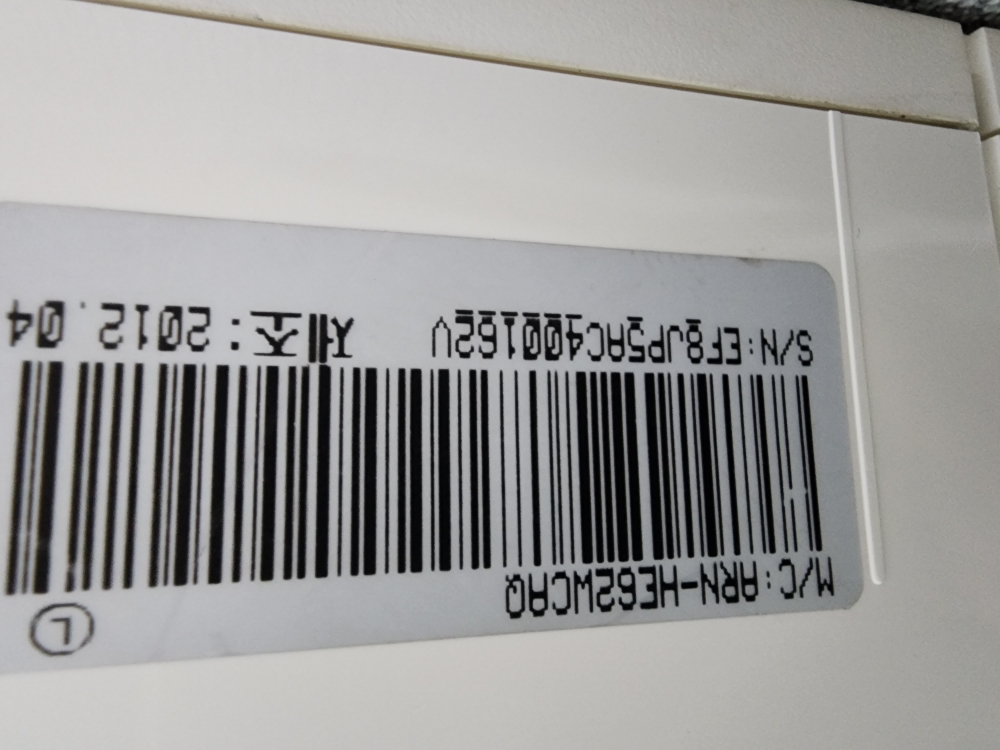 M/C:ARN-HE62WCAQ Ⓛ
S/N:EF8JP5AC400162V 제조:2012.04